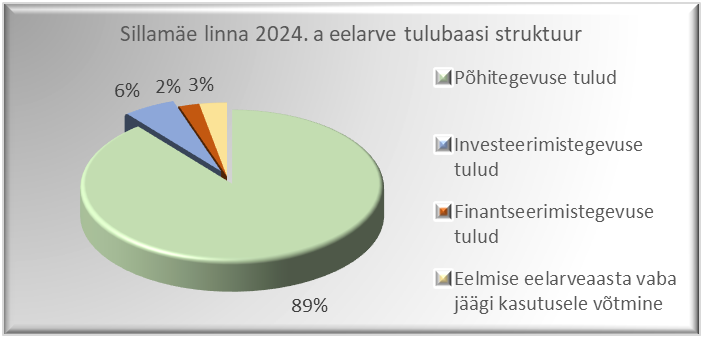 Sillamäe linna 2024. a eelarve tulubaasi struktuur
6%
2%
3%
89%
Põhitegevuse tulud
Investeerimistegevuse
tulud
Finantseerimistegevuse
tulud
Eelmise eelarveaasta vaba
jäägi kasutusele võtmine